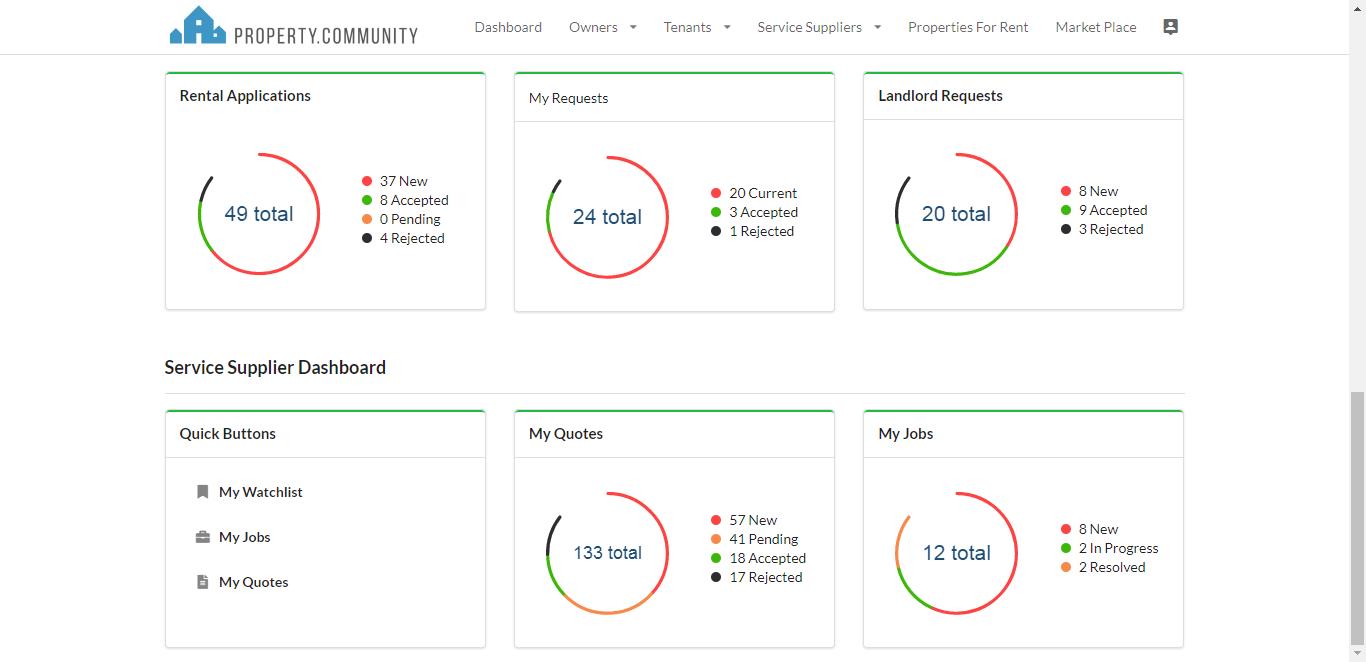 PROPERTY.COMMUNITY
Dashboard
Owners
Tenants
Service Suppliers
Properties For Rent
Market Place
Rental Applications
49 total
37 New
8 Accepted
0 Pending
4 Rejected
My Requests
24 total
20 Current
3 Accepted
1 Rejected
Landlord Requests
20 total
8 New
9 Accepted
3 Rejected
Service Supplier Dashboard
Quick Buttons
My Watchlist
My Jobs
My Quotes
My Quotes
133 total
57 New
41 Pending
18 Accepted
17 Rejected
My Jobs
12 total
8 New
2 In Progress
2 Resolved